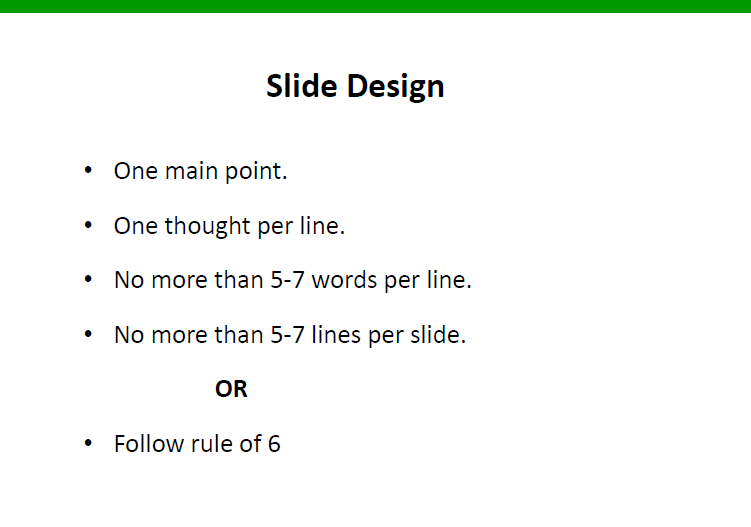 Slide Design
• One main point.
• One thought per line.
• No more than 5-7 words per line.
• No more than 5-7 lines per slide.
OR
• Follow rule of 6